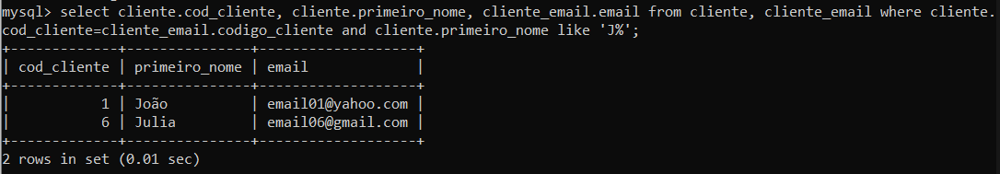 mysql> select cliente.cod_cliente, cliente.primeiro_nome, cliente_email.email from cliente, cliente_email where cliente.
cod_cliente=cliente_email.codigo_cliente and cliente.primeiro_nome like 'J%';
+-------------+---------------+-------------------+
| cod_cliente | primeiro_nome | email             |
+-------------+---------------+-------------------+
|           1 | João          | email01@yahoo.com |
|           6 | Julia         | email06@gmail.com |
+-------------+---------------+-------------------+
2 rows in set (0.01 sec)